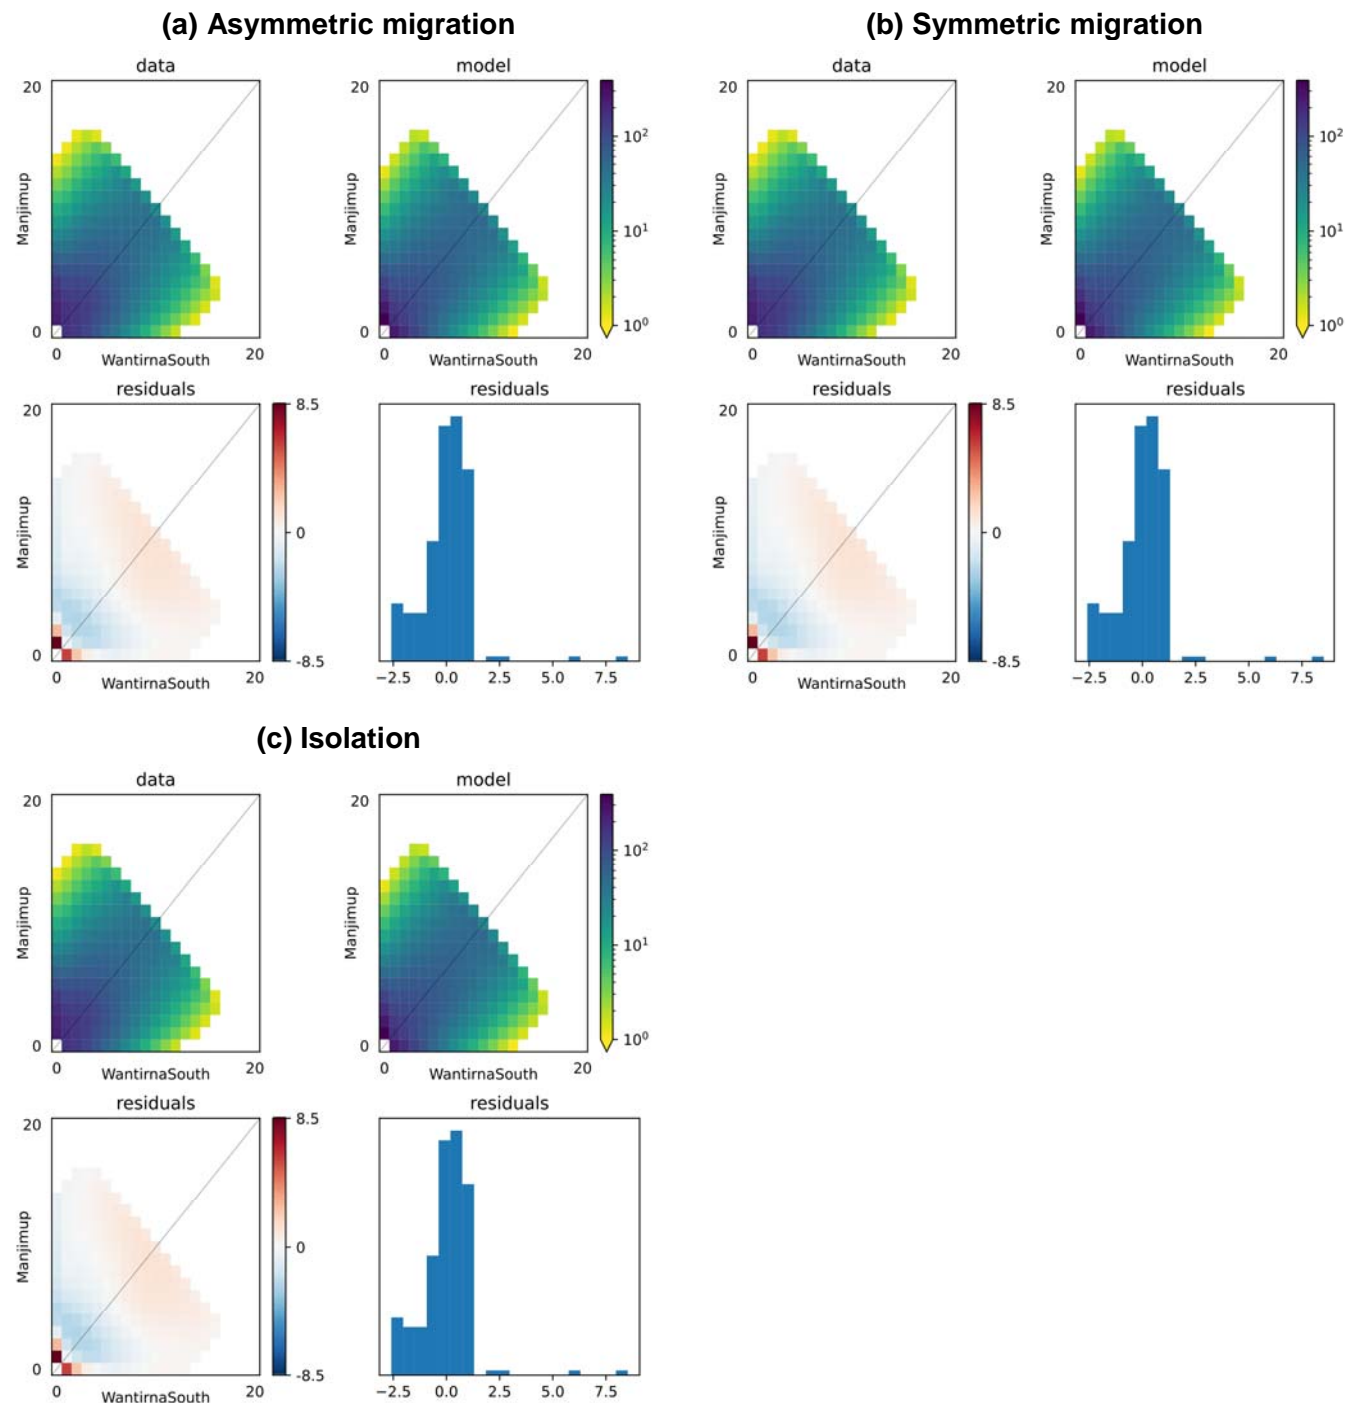 (a) Asymmetric migration
(b) Symmetric migration
data
model
data
model
20
Manjimup
0
0
WantirnaSouth
20
20
Manjimup
0
0
WantirnaSouth
20
10²
10¹
10⁰
20
Manjimup
0
0
WantirnaSouth
20
20
Manjimup
0
0
WantirnaSouth
20
10²
10¹
10⁰
residuals
residuals
residuals
residuals
20
Manjimup
0
0
WantirnaSouth
20
8.5
0
-8.5
−2.5 0.0 2.5 5.0 7.5
20
Manjimup
0
0
WantirnaSouth
20
8.5
0
-8.5
−2.5 0.0 2.5 5.0 7.5
(c) Isolation
data
model
20
Manjimup
0
0
WantirnaSouth
20
20
Manjimup
0
0
WantirnaSouth
20
10²
10¹
10⁰
residuals
residuals
20
Manjimup
0
0
WantirnaSouth
20
8.5
0
-8.5
−2.5 0.0 2.5 5.0 7.5